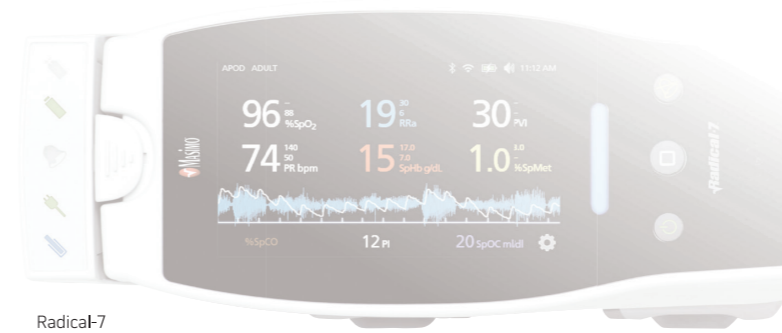 APOD ADULT
11:12 AM
96 88 %SpO₂
19 30 6 RRa
30 PVI
MASIMO
74 140 50 PR bpm
15 17.0 7.0 SpHb g/dL
1.0 3.0 %SpMet
Radical-7
%SpCO
12 PI
20 SpOC ml/dl
Radical-7